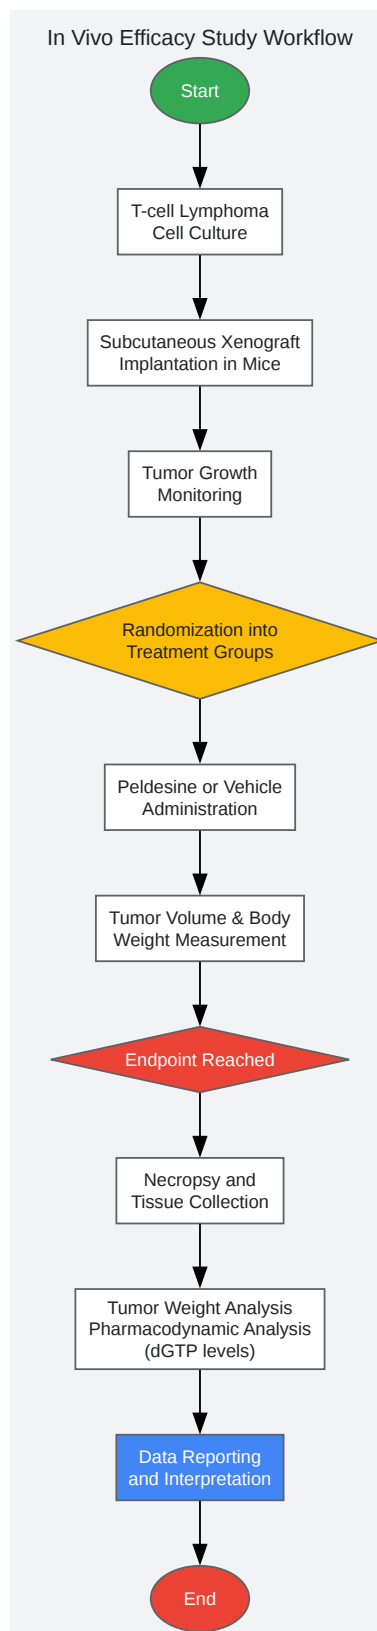 In Vivo Efficacy Study Workflow
Start
T-cell Lymphoma
Cell Culture
Subcutaneous Xenograft
Implantation in Mice
Tumor Growth
Monitoring
Randomization into
Treatment Groups
Peldesine or Vehicle
Administration
Tumor Volume & Body
Weight Measurement
Endpoint Reached
Necropsy and
Tissue Collection
Tumor Weight Analysis
Pharmacodynamic Analysis
(dGTP levels)
Data Reporting
and Interpretation
End